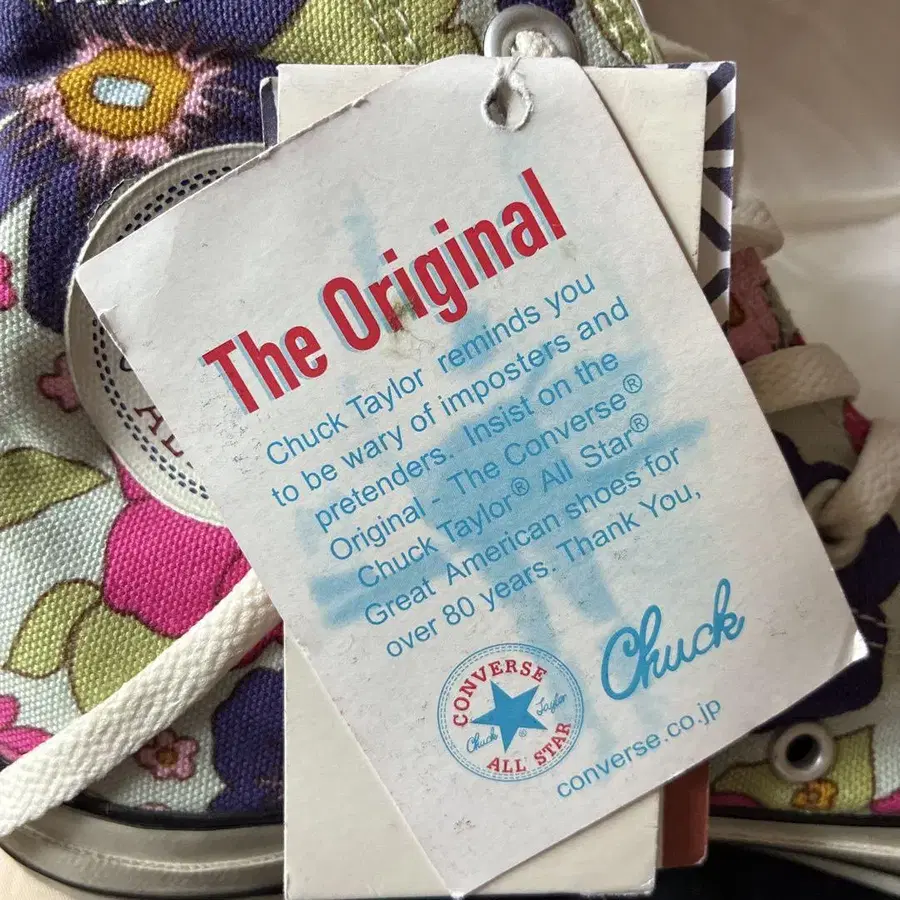 The Original
Chuck Taylor reminds you
to be wary of imposters and
pretenders. Insist on the
Original - The Converse®
Chuck Taylor® All Star®
Great American shoes for
over 80 years. Thank You,
Chuck
CONVERSE
Chuck Taylor
®
ALL STAR
converse.co.jp